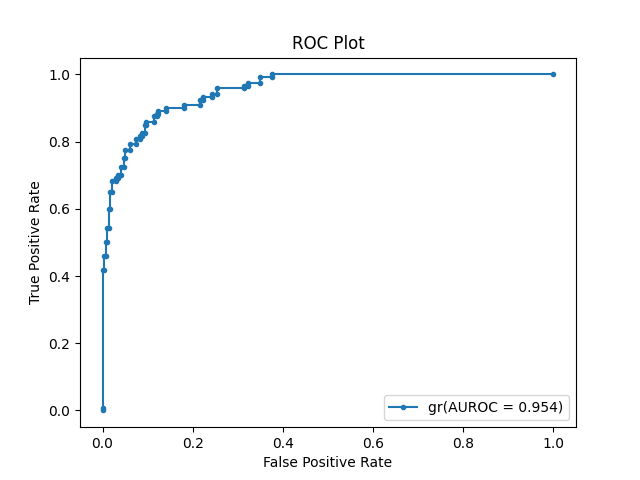 ROC Plot
True Positive Rate
1.0
0.8
0.6
0.4
0.2
0.0
gr(AUROC = 0.954)
0.0 0.2 0.4 0.6 0.8 1.0
False Positive Rate